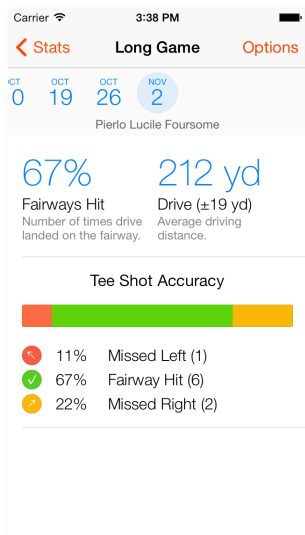 Carrier 3:38 PM
Stats Long Game Options
OCT OCT OCT NOV
0 19 26 2
Pierlo Lucile Foursome
67% 212 yd
Fairways Hit Drive (±19 yd)
Number of times drive Average driving
landed on the fairway. distance.
Tee Shot Accuracy
11% Missed Left (1)
67% Fairway Hit (6)
22% Missed Right (2)